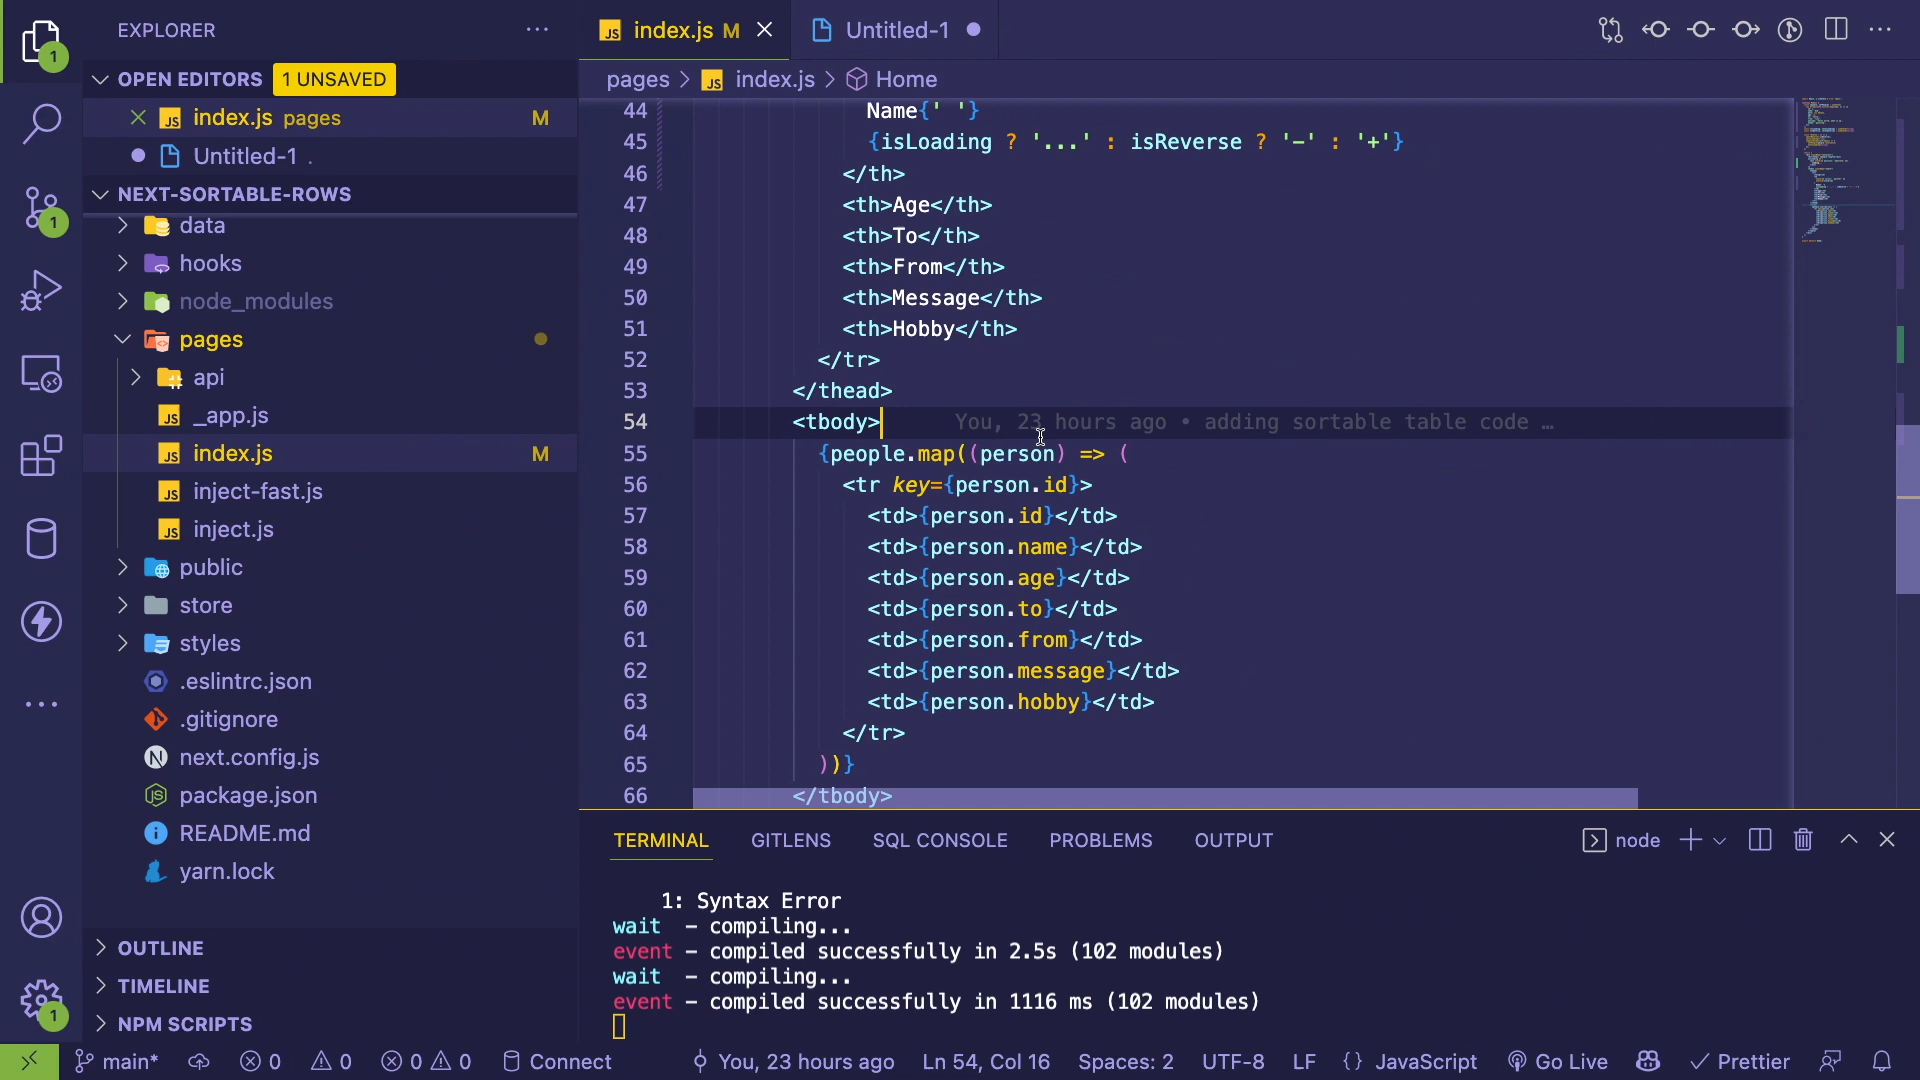 EXPLORER
OPEN EDITORS 1 UNSAVED
index.js pages M
Untitled-1 .
NEXT-SORTABLE-ROWS
data
hooks
node_modules
pages
api
_app.js
index.js M
inject-fast.js
inject.js
public
store
styles
.eslintrc.json
.gitignore
next.config.js
package.json
README.md
yarn.lock
OUTLINE
TIMELINE
NPM SCRIPTS
1
1
1
index.js M
Untitled-1
pages > index.js > Home
44 Name{' '}
45 {isLoading ? '...' : isReverse ? '-' : '+'}
46 </th>
47 <th>Age</th>
48 <th>To</th>
49 <th>From</th>
50 <th>Message</th>
51 <th>Hobby</th>
52 </tr>
53 </thead>
54 <tbody> You, 23 hours ago • adding sortable table code …
55 {people.map((person) => (
56 <tr key={person.id}>
57 <td>{person.id}</td>
58 <td>{person.name}</td>
59 <td>{person.age}</td>
60 <td>{person.to}</td>
61 <td>{person.from}</td>
62 <td>{person.message}</td>
63 <td>{person.hobby}</td>
64 </tr>
65 ))}
66 </tbody>
TERMINAL GITLENS SQL CONSOLE PROBLEMS OUTPUT node
1: Syntax Error
wait - compiling...
event - compiled successfully in 2.5s (102 modules)
wait - compiling...
event - compiled successfully in 1116 ms (102 modules)
main* 0 0 0 0 Connect You, 23 hours ago Ln 54, Col 16 Spaces: 2 UTF-8 LF {} JavaScript Go Live Prettier